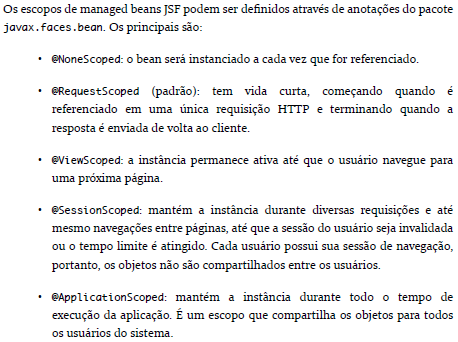 Os escopos de managed beans JSF podem ser definidos através de anotações do pacote
javax.faces.bean. Os principais são:
• @NoneScoped: o bean será instanciado a cada vez que for referenciado.
• @RequestScoped (padrão): tem vida curta, começando quando é
referenciado em uma única requisição HTTP e terminando quando a
resposta é enviada de volta ao cliente.
• @ViewScoped: a instância permanece ativa até que o usuário navegue para
uma próxima página.
• @SessionScoped: mantém a instância durante diversas requisições e até
mesmo navegações entre páginas, até que a sessão do usuário seja invalidada
ou o tempo limite é atingido. Cada usuário possui sua sessão de navegação,
portanto, os objetos não são compartilhados entre os usuários.
• @ApplicationScoped: mantém a instância durante todo o tempo de
execução da aplicação. É um escopo que compartilha os objetos para todos
os usuários do sistema.